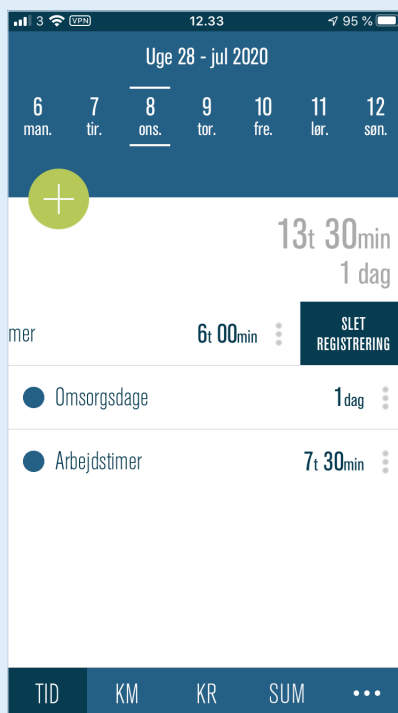 3 VPN 12.33 95 %
Uge 28 - jul 2020
6 7 8 9 10 11 12
man. tir. ons. tor. fre. lør. søn.
13t 30min
1 dag
mer 6t 00min SLET
REGISTRERING
Omsorgsdage 1dag
Arbejdstimer 7t 30min
TID KM KR SUM